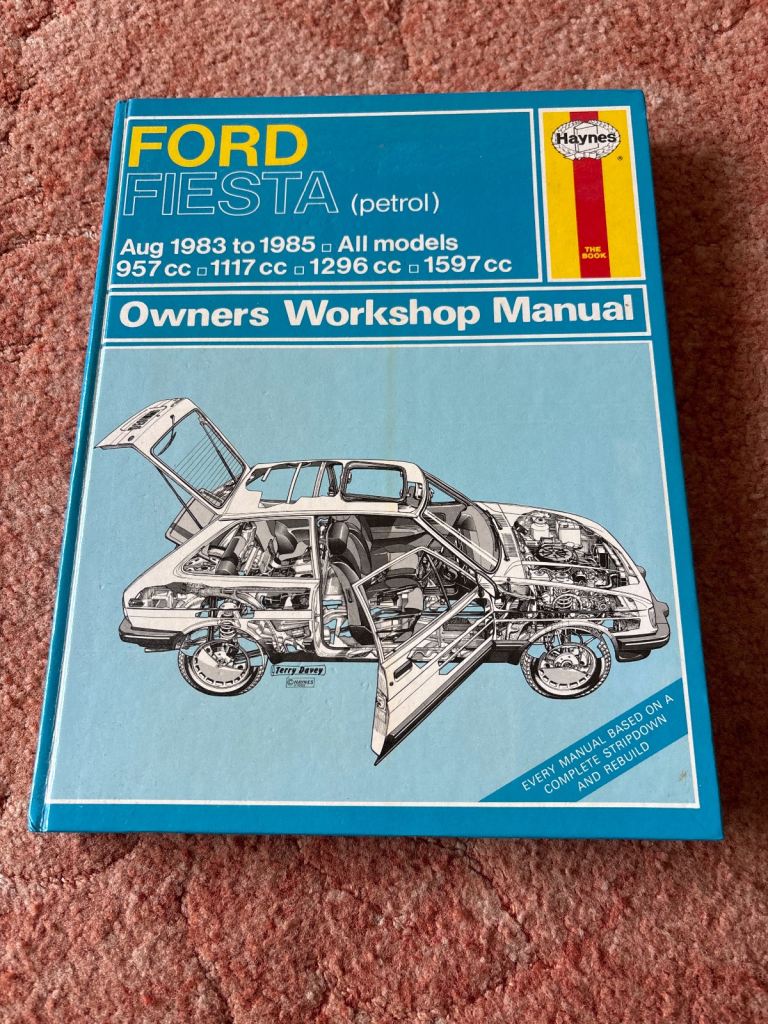 FORD
FIESTA (petrol)
Aug 1983 to 1985 □ All models
957 cc □ 1117 cc □ 1296 cc □ 1597 cc
Haynes
®
THE
BOOK
Owners Workshop Manual
Terry Davey
© HAYNES
EVERY MANUAL BASED ON A
COMPLETE STRIPDOWN
AND REBUILD